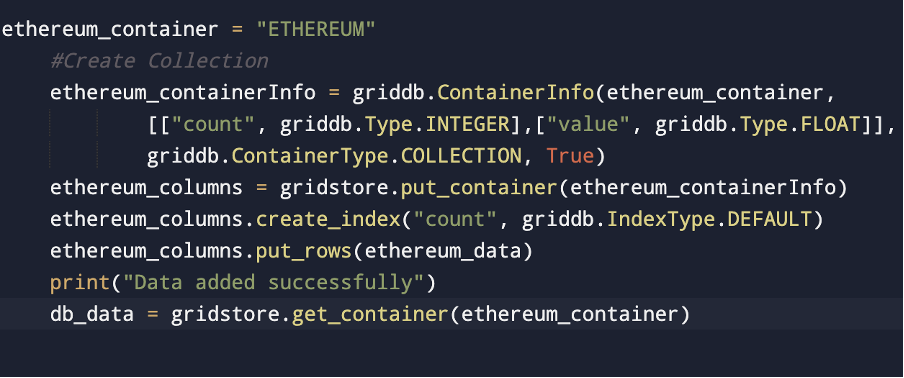 ethereum_container = "ETHEREUM"
#Create Collection
ethereum_containerInfo = griddb.ContainerInfo(ethereum_container,
[["count", griddb.Type.INTEGER],["value", griddb.Type.FLOAT]],
griddb.ContainerType.COLLECTION, True)
ethereum_columns = gridstore.put_container(ethereum_containerInfo)
ethereum_columns.create_index("count", griddb.IndexType.DEFAULT)
ethereum_columns.put_rows(ethereum_data)
print("Data added successfully")
db_data = gridstore.get_container(ethereum_container)